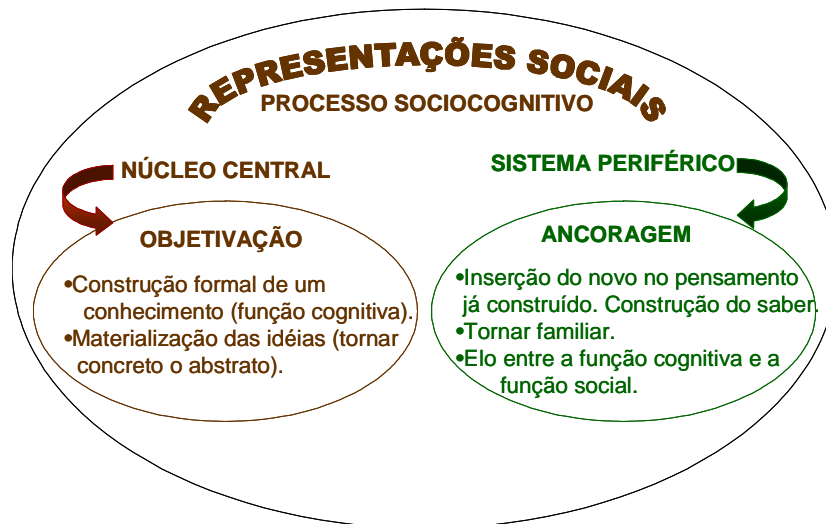 REPRESENTAÇÕES SOCIAIS
PROCESSO SOCIOCOGNITIVO
NÚCLEO CENTRAL
OBJETIVAÇÃO
•Construção formal de um
conhecimento (função cognitiva).
•Materialização das idéias (tornar
concreto o abstrato).
SISTEMA PERIFÉRICO
ANCORAGEM
•Inserção do novo no pensamento
já construído. Construção do saber.
•Tornar familiar.
•Elo entre a função cognitiva e a
função social.